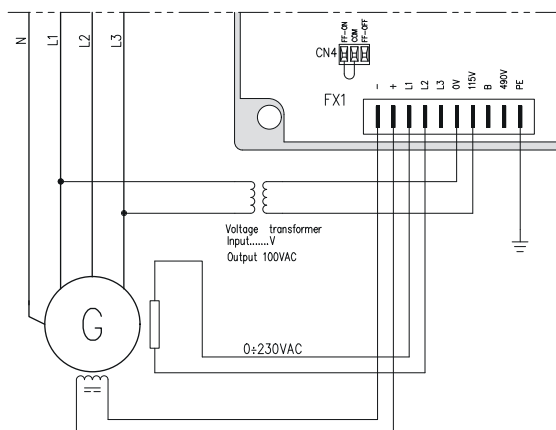 N
L1
L2
L3
CN4
FF-ON
COM
FF-OFF
FX1
-
+
L1
L2
L3
0V
115V
B
490V
PE
Voltage transformer
Input.......V
Output 100VAC
G
0÷230VAC